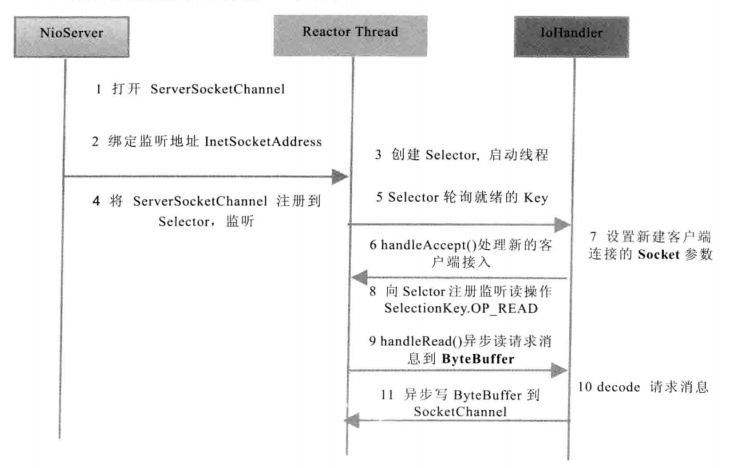 NioServer
Reactor Thread
IoHandler
1 打开 ServerSocketChannel
2 绑定监听地址 InetSocketAddress
3 创建 Selector, 启动线程
4 将 ServerSocketChannel 注册到
Selector，监听
5 Selector 轮询就绪的 Key
6 handleAccept()处理新的客
户端接入
7 设置新建客户端
连接的 Socket 参数
8 向 Selctor 注册监听读操作
SelectionKey.OP_READ
9 handleRead()异步读请求消
息到 ByteBuffer
10 decode 请求消息
11 异步写 ByteBuffer 到
SocketChannel